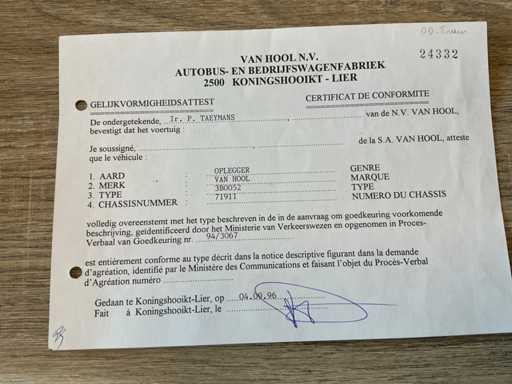 VAN HOOL N.V.
AUTOBUS- EN BEDRIJFSWAGENFABRIEK
2500 KONINGSHOOIKT - LIER
24332
GELIJKVORMIGHEIDSATTEST
CERTIFICAT DE CONFORMITE
De ondergetekende, Ir. P. TAEYMANS van de N.V. VAN HOOL,
bevestigt dat het voertuig :
Je soussigné, de la S.A. VAN HOOL, atteste
que le véhicule :
1. AARD : OPLEGGER GENRE
2. MERK : VAN HOOL MARQUE
3. TYPE : 3B0052 TYPE
4. CHASSISNUMMER : 71911 NUMERO DU CHASSIS
volledig overeenstemt met het type beschreven in de in aanvraag om goedkeuring voorkomende
beschrijving, geïdentificeerd door het Ministerie van Verkeerswezen en opgenomen in Proces-
Verbaal van Goedkeuring nr. 94/3067
est entièrement conforme au type décrit dans la notice descriptive figurant dans la demande
d'agréation, identifié par le Ministère des Communications et faisant l'objet du Procès-Verbal
d'Agréation numéro
Gedaan te Koningshooikt-Lier, op 04.09.96
Fait à Koningshooikt-Lier, le